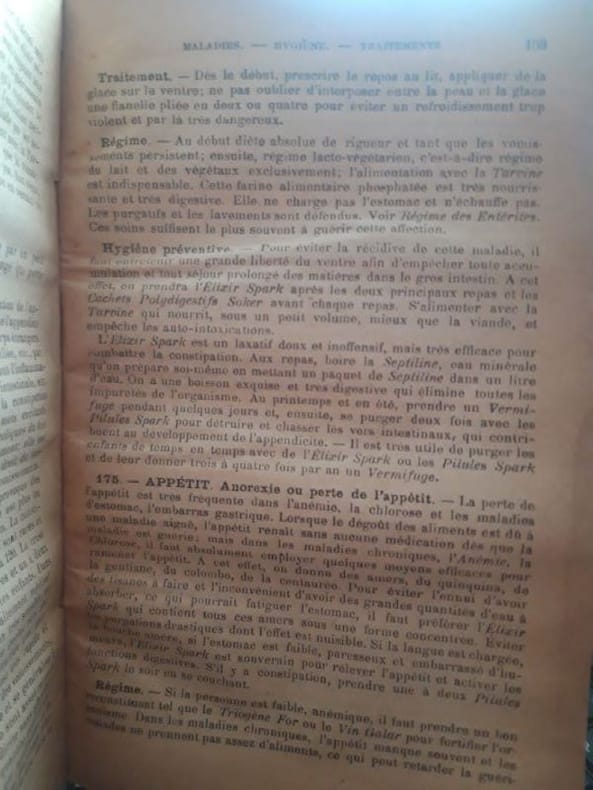 MALADIES. — HYGIÈNE. — TRAITEMENTS 159
Traitement. — Dès le début, prescrire le repos au lit, appliquer de la
glace sur le ventre; ne pas oublier d'interposer entre la peau et la glace
une flanelle pliée en deux ou quatre pour éviter un refroidissement trop
violent et par là très dangereux.
Régime. — Au début diète absolue de rigueur et tant que les vomis-
sements persistent; ensuite, régime lacto-végétarien, c'est-à-dire régime
du lait et des végétaux exclusivement; l'alimentation avec la Tarvine
est indispensable. Cette farine alimentaire phosphatée est très nourris-
sante et très digestive. Elle ne charge pas l'estomac et n'échauffe pas.
Les purgatifs et les lavements sont défendus. Voir Régime des Entérites.
Ces soins suffisent le plus souvent à guérir cette affection.
Hygiène préventive. — Pour éviter la récidive de cette maladie, il
faut entretenir une grande liberté du ventre afin d'empêcher toute accu-
mulation et tout séjour prolongé des matières dans le gros intestin. A cet
effet, on prendra l'Elixir Spark après les deux principaux repas et les
Cachets Polydigestifs Soker avant chaque repas. S'alimenter avec la
Tarvine qui nourrit, sous un petit volume, mieux que la viande, et
empêche les auto-intoxications.
L'Elixir Spark est un laxatif doux et inoffensif, mais très efficace pour
combattre la constipation. Aux repas, boire la Septiline, eau minérale
qu'on prépare soi-même en mettant un paquet de Septiline dans un litre
d'eau. On a une boisson exquise et très digestive qui élimine toutes les
impuretés de l'organisme. Au printemps et en été, prendre un Vermi-
fuge pendant quelques jours et, ensuite, se purger deux fois avec les
Pilules Spark pour détruire et chasser les vers intestinaux, qui contri-
buent au développement de l'appendicite. — Il est très utile de purger les
enfants de temps en temps avec de l'Elixir Spark ou les Pilules Spark
et de leur donner trois à quatre fois par an un Vermifuge.
175. — APPÉTIT. Anorexie ou perte de l'appétit. — La perte de
l'appétit est très fréquente dans l'anémie, la chlorose et les maladies
d'estomac, l'embarras gastrique. Lorsque le dégoût des aliments est dû à
une maladie aiguë, l'appétit renaît sans aucune médication dès que la
maladie est guérie; mais dans les maladies chroniques, l'Anémie, la
Chlorose, il faut absolument employer quelques moyens efficaces pour
ramener l'appétit. A cet effet, on donne des amers, du quinquina, de
la gentiane, du colombo, de la centaurée. Pour éviter l'ennui d'avoir
des tisanes à faire et l'inconvénient d'avoir des grandes quantités d'eau à
absorber, ce qui pourrait fatiguer l'estomac, il faut préférer l'Élixir
Spark qui contient tous ces amers sous une forme concentrée. Éviter
les purgations drastiques dont l'effet est nuisible. Si la langue est chargée,
la bouche amère, si l'estomac est faible, paresseux et embarrassé d'hu-
meurs, l'Elixir Spark est souverain pour relever l'appétit et activer les
fonctions digestives. S'il y a constipation, prendre une à deux Pilules
Spark le soir en se couchant.
Régime. — Si la personne est faible, anémique, il faut prendre un bon
reconstituant tel que le Triogène For ou le Vin Galar pour fortifier l'or-
ganisme. Dans les maladies chroniques, l'appétit manque souvent et les
malades ne prennent pas assez d'aliments, ce qui peut retarder la guéri-